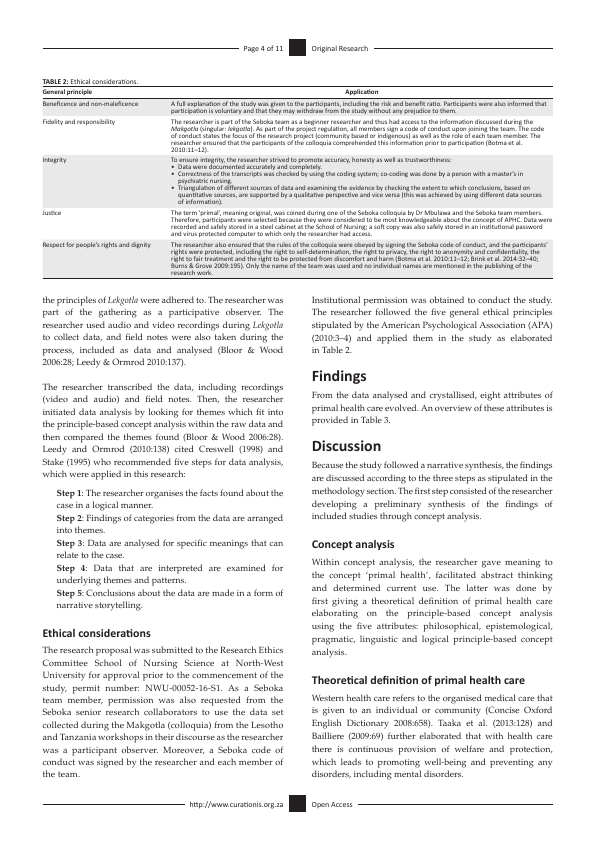 Page 4 of 11
Original Research
TABLE 2: Ethical considerations.
General principle
Application
Beneficence and non-maleficence
A full explanation of the study was given to the participants, including the risk and benefit ratio. Participants were also informed that
participation is voluntary and that they may withdraw from the study without any prejudice to them.
Fidelity and responsibility
The researcher is part of the Seboka team as a beginner researcher and thus had access to the information discussed during the
Makgotla (singular: lekgotla). As part of the project regulation, all members sign a code of conduct upon joining the team. The code
of conduct states the focus of the research project (community based or indigenous) as well as the role of each team member. The
researcher ensured that the participants of the colloquia comprehended this information prior to participation (Botma et al.
2010:11–12).
Integrity
To ensure integrity, the researcher strived to promote accuracy, honesty as well as trustworthiness:
• Data were documented accurately and completely.
• Correctness of the transcripts was checked by using the coding system; co-coding was done by a person with a master's in
psychiatric nursing.
• Triangulation of different sources of data and examining the evidence by checking the extent to which conclusions, based on
quantitative sources, are supported by a qualitative perspective and vice versa (this was achieved by using different data sources
of information).
Justice
The term 'primal', meaning original, was coined during one of the Seboka colloquia by Dr Mbulawa and the Seboka team members.
Therefore, participants were selected because they were considered to be most knowledgeable about the concept of APHC. Data were
recorded and safely stored in a steel cabinet at the School of Nursing; a soft copy was also safely stored in an institutional password
and virus protected computer to which only the researcher had access.
Respect for people's rights and dignity
The researcher also ensured that the rules of the colloquia were obeyed by signing the Seboka code of conduct, and the participants'
rights were protected, including the right to self-determination, the right to privacy, the right to anonymity and confidentiality, the
right to fair treatment and the right to be protected from discomfort and harm (Botma et al. 2010:11–12; Brink et al. 2014:32–40;
Burns & Grove 2009:195). Only the name of the team was used and no individual names are mentioned in the publishing of the
research work.
the principles of Lekgotla were adhered to. The researcher was
part of the gathering as a participative observer. The
researcher used audio and video recordings during Lekgotla
to collect data, and field notes were also taken during the
process, included as data and analysed (Bloor & Wood
2006:28; Leedy & Ormrod 2010:137).
The researcher transcribed the data, including recordings
(video and audio) and field notes. Then, the researcher
initiated data analysis by looking for themes which fit into
the principle-based concept analysis within the raw data and
then compared the themes found (Bloor & Wood 2006:28).
Leedy and Ormrod (2010:138) cited Creswell (1998) and
Stake (1995) who recommended five steps for data analysis,
which were applied in this research:
Step 1: The researcher organises the facts found about the
case in a logical manner.
Step 2: Findings of categories from the data are arranged
into themes.
Step 3: Data are analysed for specific meanings that can
relate to the case.
Step 4: Data that are interpreted are examined for
underlying themes and patterns.
Step 5: Conclusions about the data are made in a form of
narrative storytelling.
Ethical considerations
The research proposal was submitted to the Research Ethics
Committee School of Nursing Science at North-West
University for approval prior to the commencement of the
study, permit number: NWU-00052-16-S1. As a Seboka
team member, permission was also requested from the
Seboka senior research collaborators to use the data set
collected during the Makgotla (colloquia) from the Lesotho
and Tanzania workshops in their discourse as the researcher
was a participant observer. Moreover, a Seboka code of
conduct was signed by the researcher and each member of
the team.
Institutional permission was obtained to conduct the study.
The researcher followed the five general ethical principles
stipulated by the American Psychological Association (APA)
(2010:3–4) and applied them in the study as elaborated
in Table 2.
Findings
From the data analysed and crystallised, eight attributes of
primal health care evolved. An overview of these attributes is
provided in Table 3.
Discussion
Because the study followed a narrative synthesis, the findings
are discussed according to the three steps as stipulated in the
methodology section. The first step consisted of the researcher
developing a preliminary synthesis of the findings of
included studies through concept analysis.
Concept analysis
Within concept analysis, the researcher gave meaning to
the concept 'primal health', facilitated abstract thinking
and determined current use. The latter was done by
first giving a theoretical definition of primal health care
elaborating on the principle-based concept analysis
using the five attributes: philosophical, epistemological,
pragmatic, linguistic and logical principle-based concept
analysis.
Theoretical definition of primal health care
Western health care refers to the organised medical care that
is given to an individual or community (Concise Oxford
English Dictionary 2008:658). Taaka et al. (2013:128) and
Bailliere (2009:69) further elaborated that with health care
there is continuous provision of welfare and protection,
which leads to promoting well-being and preventing any
disorders, including mental disorders.
http://www.curationis.org.za
Open Access